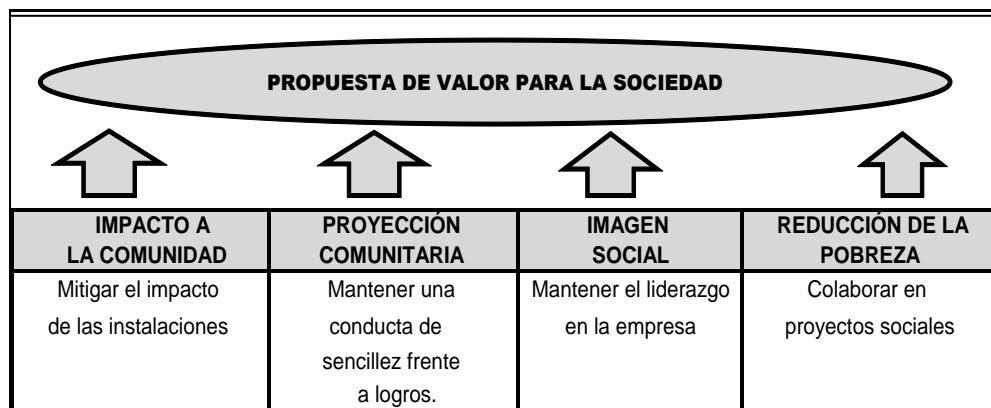 PROPUESTA DE VALOR PARA LA SOCIEDAD
IMPACTO A
LA COMUNIDAD
PROYECCIÓN
COMUNITARIA
IMAGEN
SOCIAL
REDUCCIÓN DE LA
POBREZA
Mitigar el impacto
de las instalaciones
Mantener una
conducta de
sencillez frente
a logros.
Mantener el liderazgo
en la empresa
Colaborar en
proyectos sociales